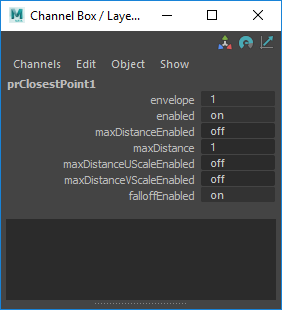 Channel Box / Laye...
Channels Edit Object Show
prClosestPoint1
envelope 1
enabled on
maxDistanceEnabled off
maxDistance 1
maxDistanceUScaleEnabled off
maxDistanceVScaleEnabled off
falloffEnabled on